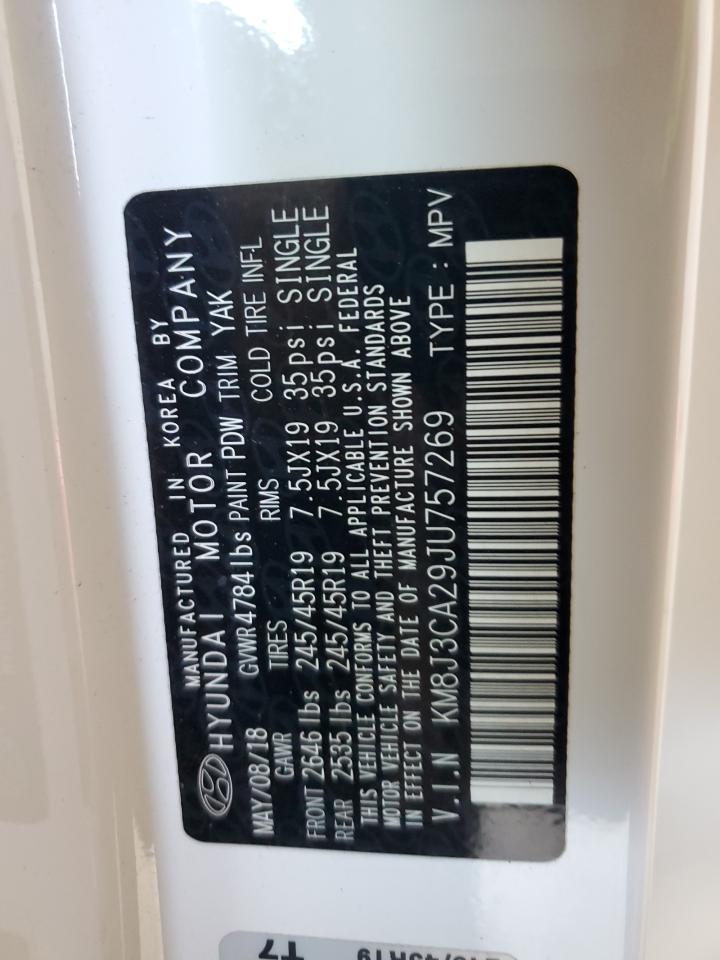 MANUFACTURED IN KOREA BY
HYUNDAI MOTOR COMPANY
MAY/08/18 GVWR4784lbs PAINT PDW TRIM YAK
GAWR TIRES RIMS COLD TIRE INFL
FRONT 2646 lbs 245/45R19 7.5JX19 35psi SINGLE
REAR 2535 lbs 245/45R19 7.5JX19 35psi SINGLE
THIS VEHICLE CONFORMS TO ALL APPLICABLE U.S.A. FEDERAL
MOTOR VEHICLE SAFETY AND THEFT PREVENTION STANDARDS
IN EFFECT ON THE DATE OF MANUFACTURE SHOWN ABOVE
V.I.N KM8J3CA29JU757269 TYPE : MPV